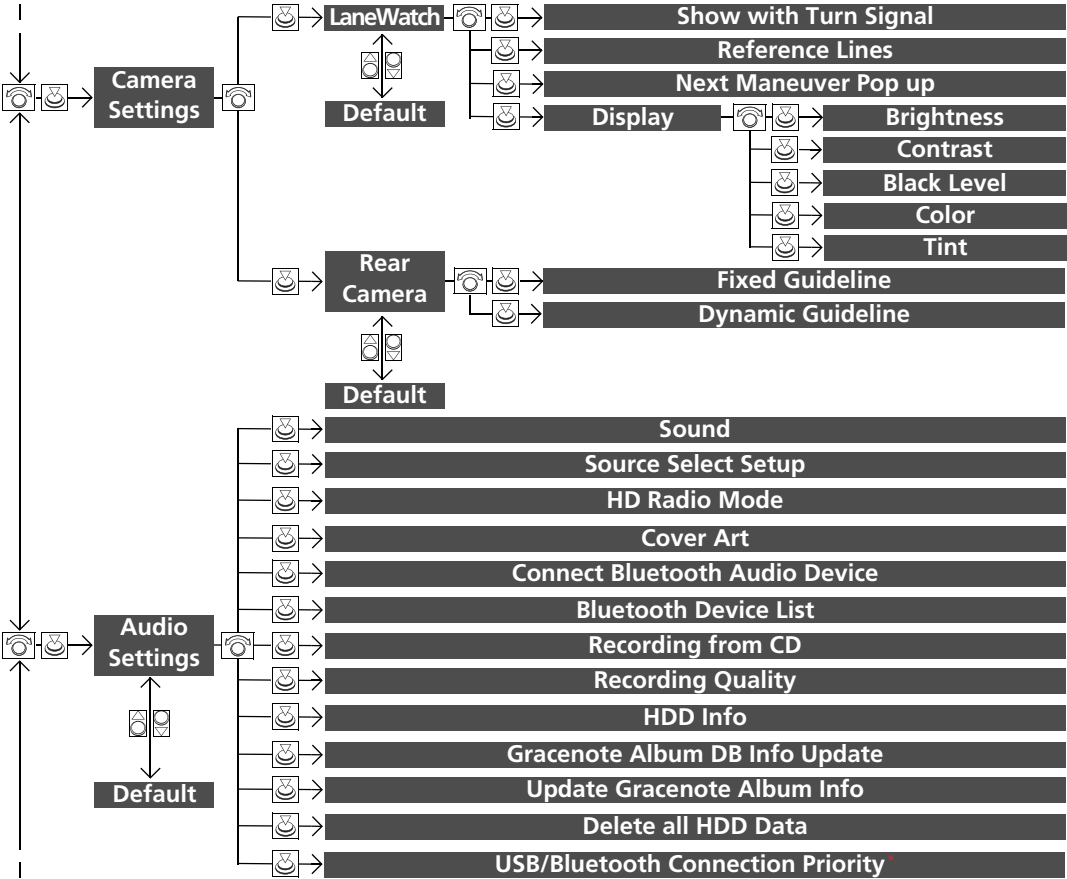 LaneWatch
Show with Turn Signal
Reference Lines
Next Maneuver Pop up
Camera
Settings
Default
Display
Brightness
Contrast
Black Level
Color
Tint
Rear
Camera
Fixed Guideline
Dynamic Guideline
Default
Sound
Source Select Setup
HD Radio Mode
Cover Art
Connect Bluetooth Audio Device
Bluetooth Device List
Audio
Settings
Recording from CD
Recording Quality
HDD Info
Gracenote Album DB Info Update
Default
Update Gracenote Album Info
Delete all HDD Data
USB/Bluetooth Connection Priority*